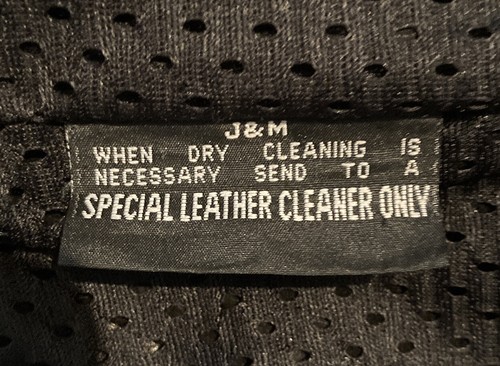 J&M
WHEN DRY CLEANING IS
NECESSARY SEND TO A
SPECIAL LEATHER CLEANER ONLY